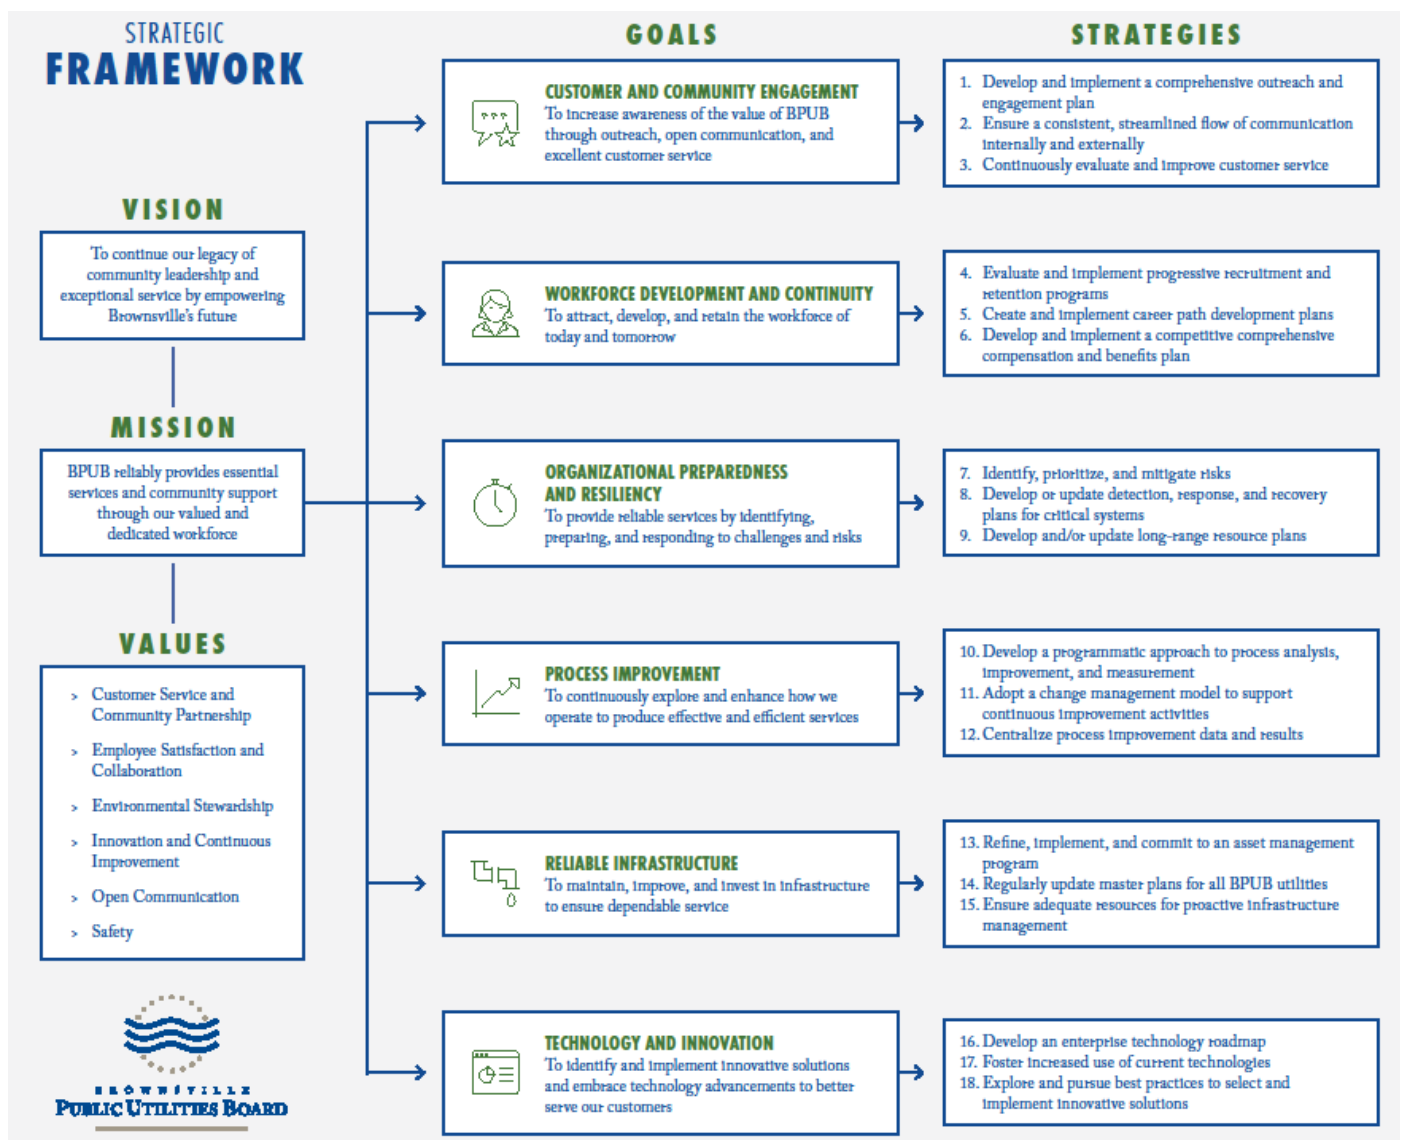 STRATEGIC
FRAMEWORK
VISION
To continue our legacy of
community leadership and
exceptional service by empowering
Brownsville's future
MISSION
BPUB reliably provides essential
services and community support
through our valued and
dedicated workforce
VALUES
> Customer Service and
Community Partnership
> Employee Satisfaction and
Collaboration
> Environmental Stewardship
> Innovation and Continuous
Improvement
> Open Communication
> Safety
BROWNSVILLE
PUBLIC UTILITIES BOARD
GOALS
CUSTOMER AND COMMUNITY ENGAGEMENT
To increase awareness of the value of BPUB
through outreach, open communication, and
excellent customer service
WORKFORCE DEVELOPMENT AND CONTINUITY
To attract, develop, and retain the workforce of
today and tomorrow
ORGANIZATIONAL PREPAREDNESS
AND RESILIENCY
To provide reliable services by identifying,
preparing, and responding to challenges and risks
PROCESS IMPROVEMENT
To continuously explore and enhance how we
operate to produce effective and efficient services
RELIABLE INFRASTRUCTURE
To maintain, improve, and invest in infrastructure
to ensure dependable service
TECHNOLOGY AND INNOVATION
To identify and implement innovative solutions
and embrace technology advancements to better
serve our customers
STRATEGIES
1. Develop and implement a comprehensive outreach and
engagement plan
2. Ensure a consistent, streamlined flow of communication
internally and externally
3. Continuously evaluate and improve customer service
4. Evaluate and implement progressive recruitment and
retention programs
5. Create and implement career path development plans
6. Develop and implement a competitive comprehensive
compensation and benefits plan
7. Identify, prioritize, and mitigate risks
8. Develop or update detection, response, and recovery
plans for critical systems
9. Develop and/or update long-range resource plans
10. Develop a programmatic approach to process analysis,
improvement, and measurement
11. Adopt a change management model to support
continuous improvement activities
12. Centralize process improvement data and results
13. Refine, implement, and commit to an asset management
program
14. Regularly update master plans for all BPUB utilities
15. Ensure adequate resources for proactive infrastructure
management
16. Develop an enterprise technology roadmap
17. Foster increased use of current technologies
18. Explore and pursue best practices to select and
implement innovative solutions